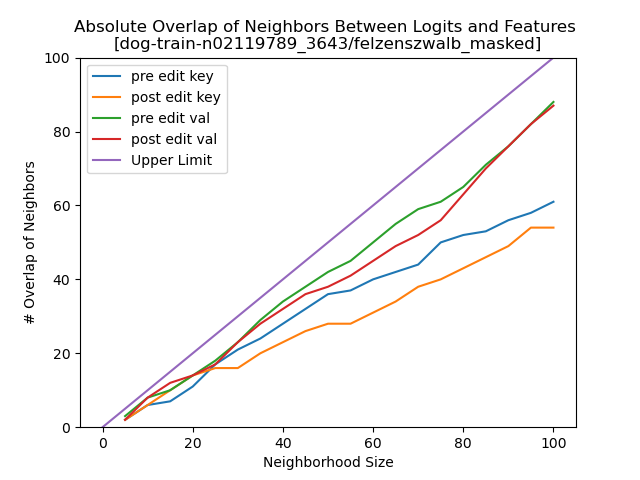 Absolute Overlap of Neighbors Between Logits and Features
[dog-train-n02119789_3643/felzenszwalb_masked]
100
80
60
40
20
0
# Overlap of Neighbors
pre edit key
post edit key
pre edit val
post edit val
Upper Limit
0 20 40 60 80 100
Neighborhood Size